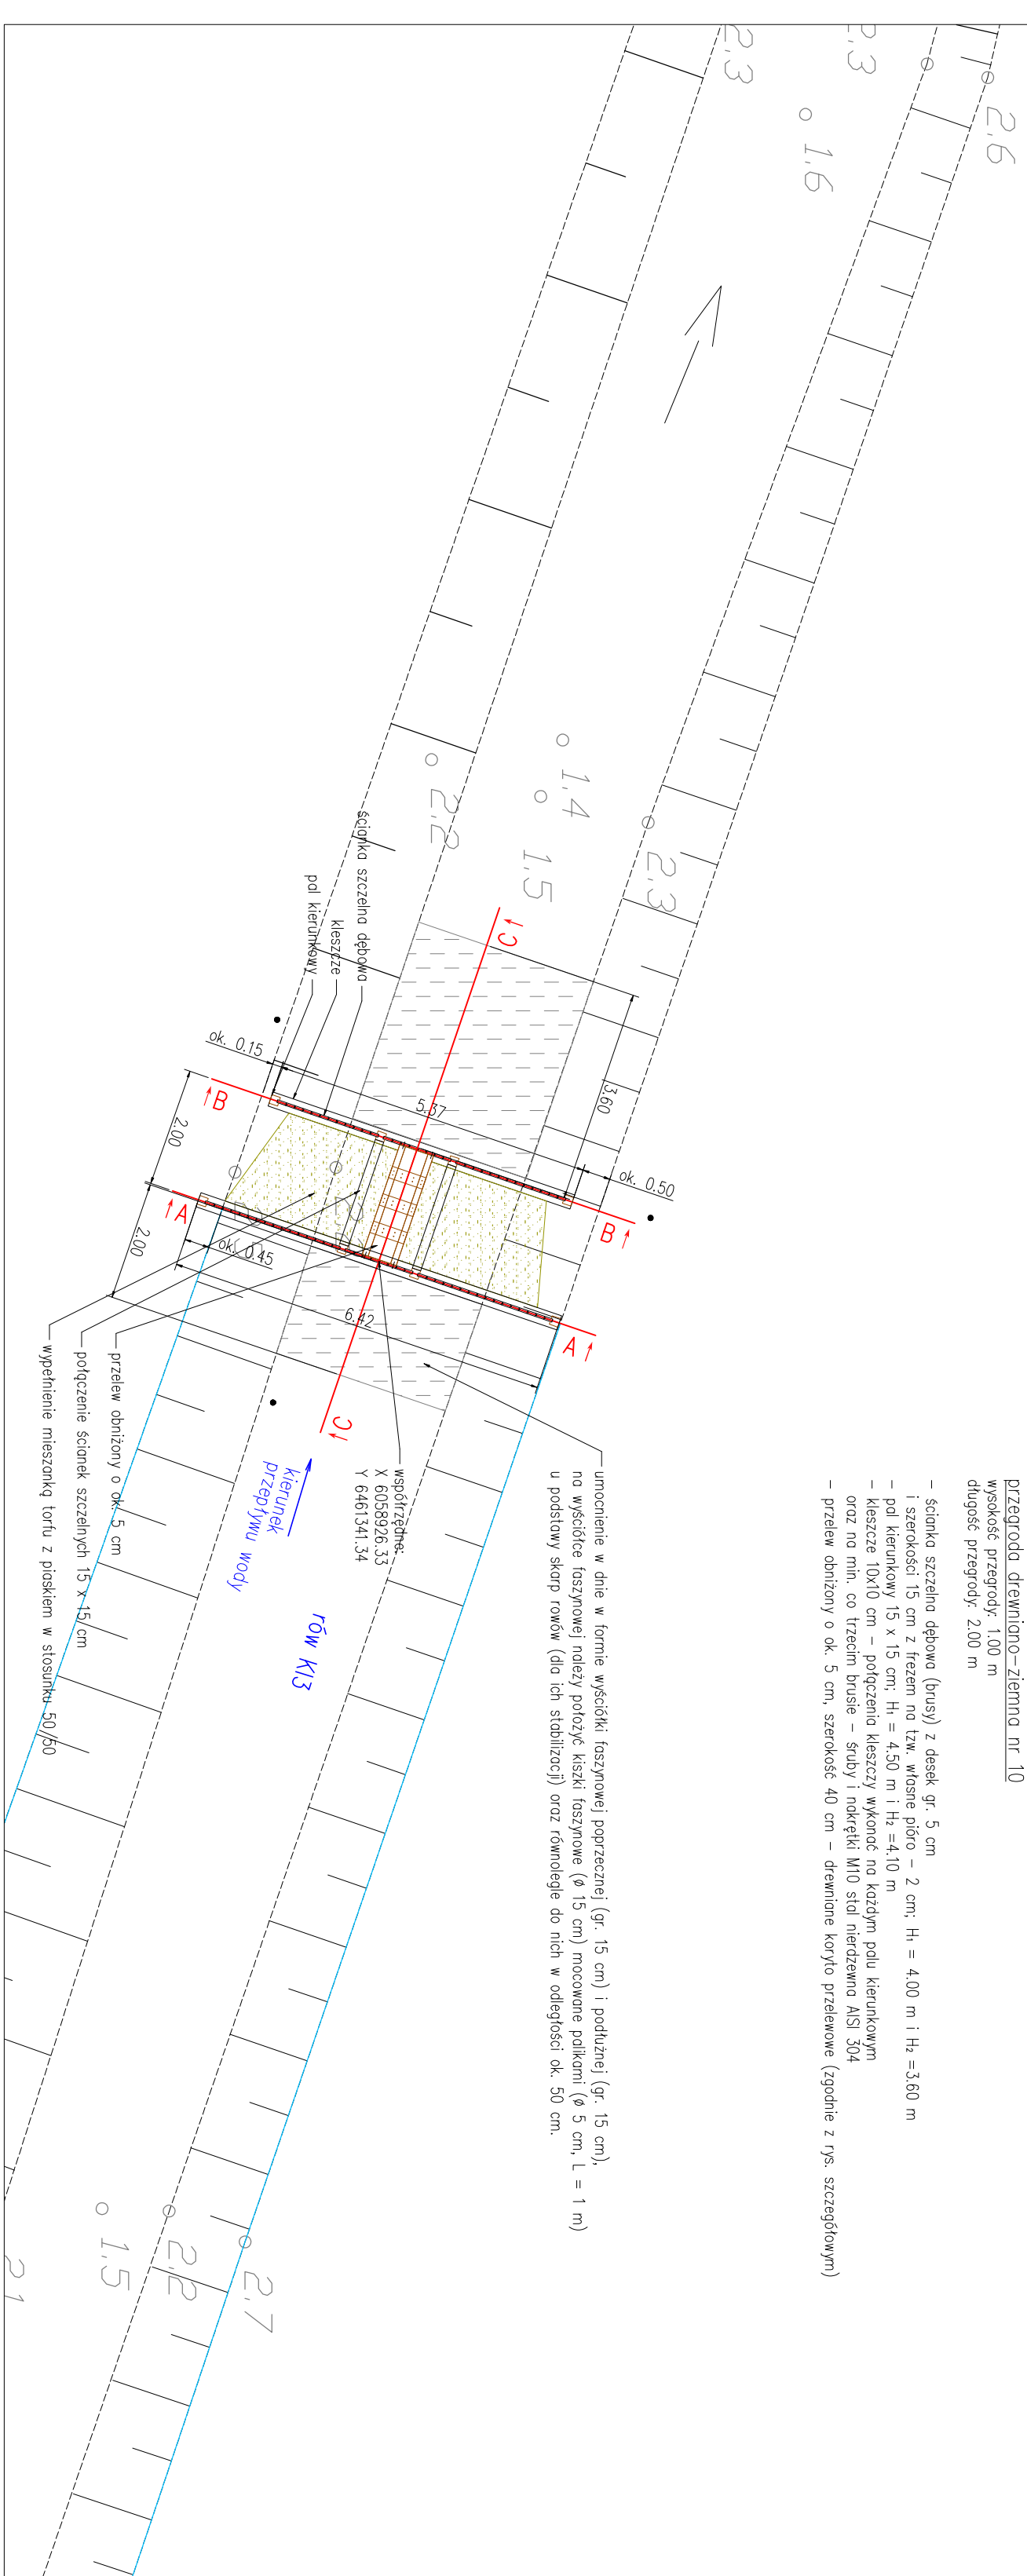 przegroda drewniano-ziemna nr 10
wysokość przegrody: 1.00 m
długość przegrody: 2.00 m
- ścianka szczelna dębowa (brusy) z desek gr. 5 cm
i szerokości 15 cm z frezem na tzw. własne pióro - 2 cm; H₁ = 4.00 m i H₂ =3.60 m
- pal kierunkowy 15 x 15 cm; H₁ = 4.50 m i H₂ =4.10 m
- kleszcze 10x10 cm - połączenia kleszczy wykonać na każdym palu kierunkowym
oraz na min. co trzecim brusie - śruby i nakrętki M10 stal nierdzewna AISI 304
- przelew obniżony o ok. 5 cm, szerokość 40 cm - drewniane koryto przelewowe (zgodnie z rys. szczegółowym)
umocnienie w dnie w formie wyściółki faszynowej poprzecznej (gr. 15 cm) i podłużnej (gr. 15 cm),
na wyściółce faszynowej należy położyć kiszki faszynowe (ø 15 cm) mocowane palikami (ø 5 cm, L = 1 m)
u podstawy skarp rowów (dla ich stabilizacji) oraz równolegle do nich w odległości ok. 50 cm.
współrzędne:
X 6058926.33
Y 6461341.34
kierunek
przepływu wody
rów K13
ścianka szczelna dębowa
kleszcze
pal kierunkowy
przelew obniżony o ok. 5 cm
połączenie ścianek szczelnych 15 x 15 cm
wypełnienie mieszanką torfu z piaskiem w stosunku 50/50
ok. 0.15
5.37
ok. 0.50
3.60
2.00
2.00
ok. 0.45
6.42
A
A
B
B
C
C
2.6
2.3
2.3
1.6
1.4
1.5
2.2
2.3
2.7
2.2
1.5
2.1